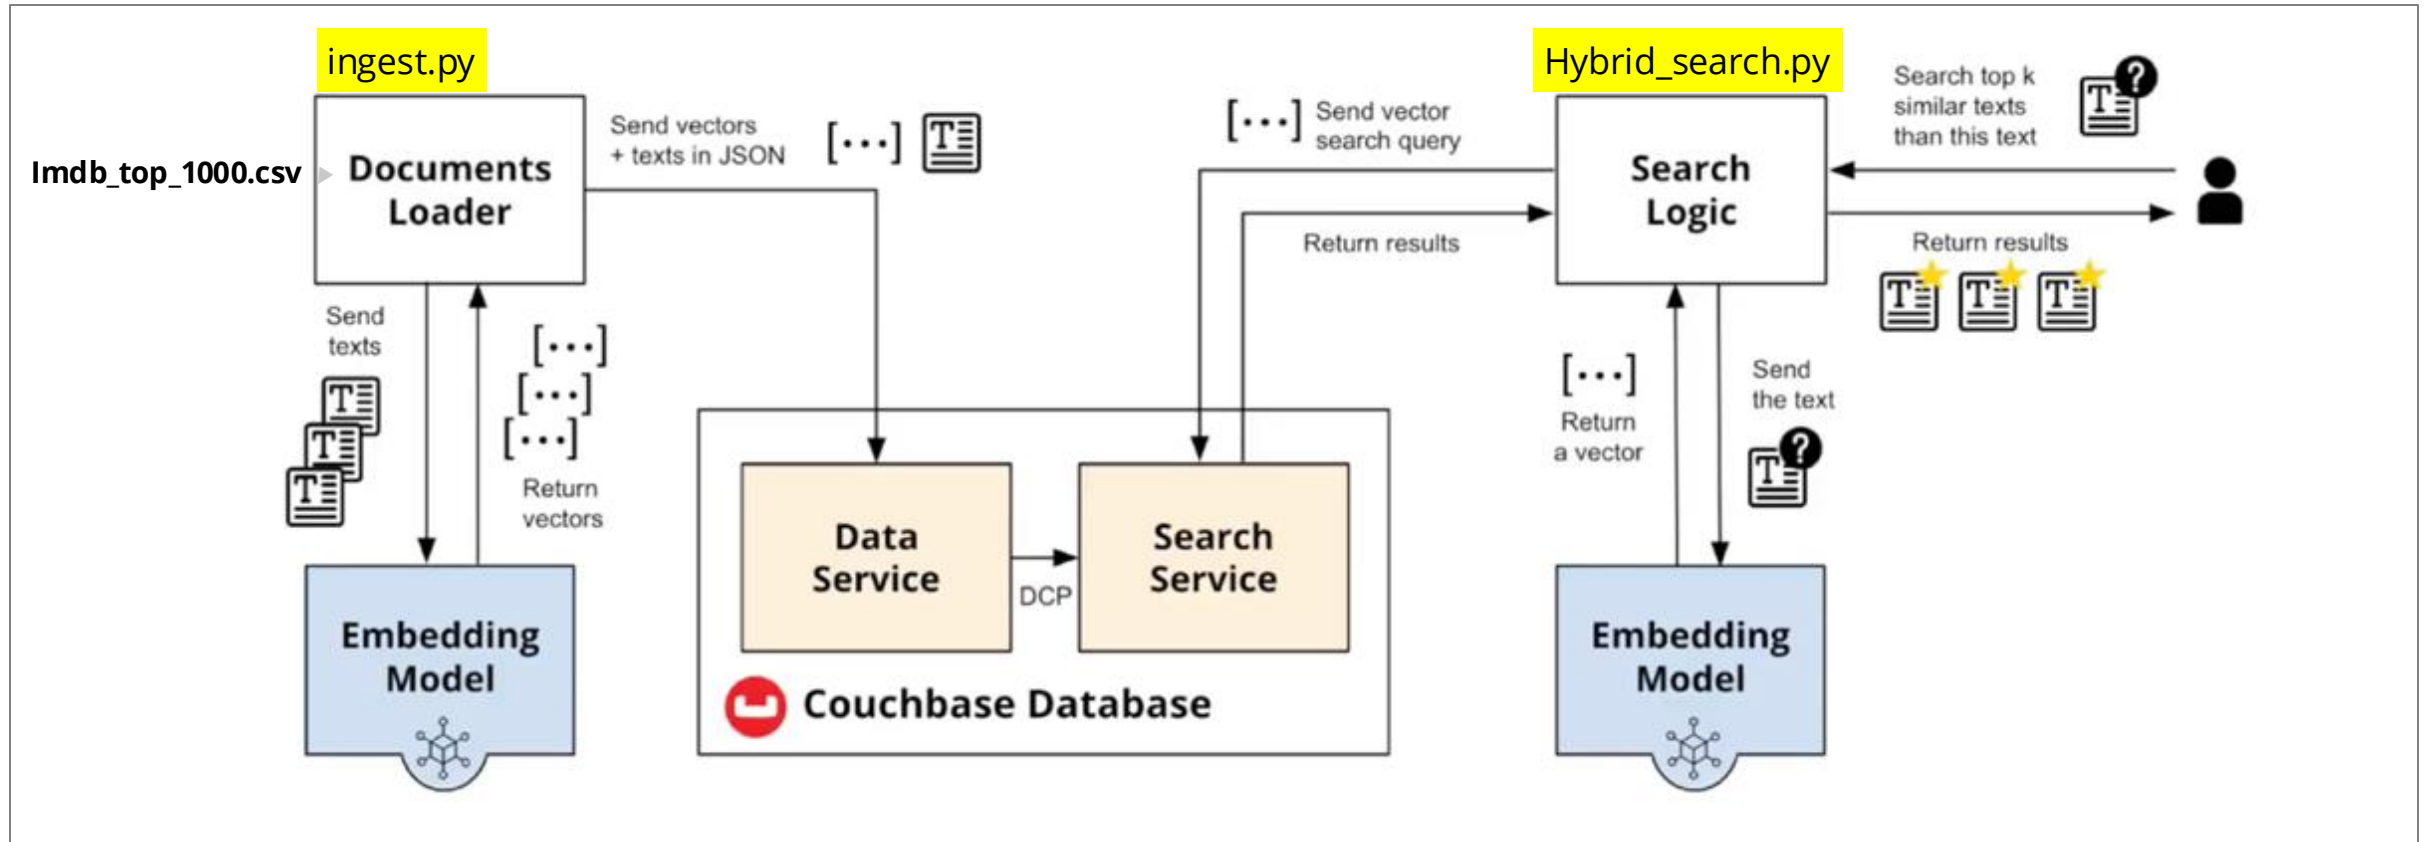 ingest.py
Hybrid_search.py
Imdb_top_1000.csv
Documents
Loader
Send vectors
+ texts in JSON
[...]
T
[...]
Send vector
search query
Search
Logic
Search top k
similar texts
than this text
T
?
Return results
Return results
T
T
T
Send
texts
T
T
T
[...]
[...]
[...]
Return
vectors
[...]
Return
a vector
Send
the text
T
?
Data
Service
DCP
Search
Service
Couchbase Database
Embedding
Model
Embedding
Model